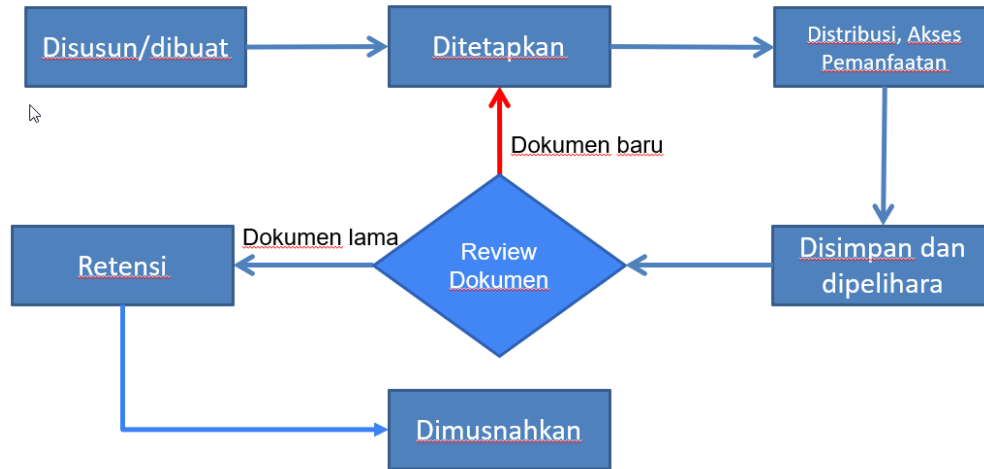 Disusun/dibuat
Ditetapkan
Distribusi, Akses
Pemanfaatan
Dokumen baru
Retensi
Dokumen lama
Review
Dokumen
Disimpan dan
dipelihara
Dimusnahkan